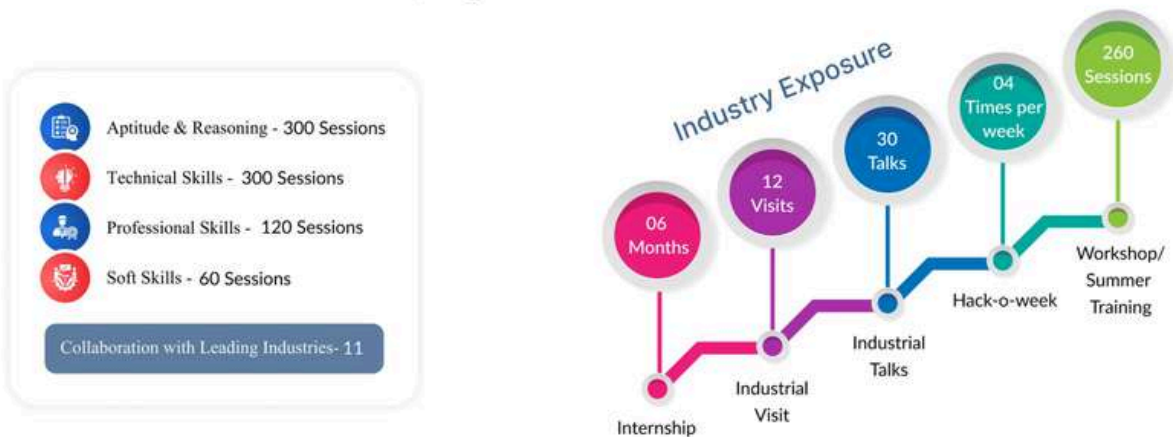 Aptitude & Reasoning - 300 Sessions
Technical Skills - 300 Sessions
Professional Skills - 120 Sessions
Soft Skills - 60 Sessions
Collaboration with Leading Industries- 11
Industry Exposure
06
Months
Internship
12
Visits
Industrial
Visit
30
Talks
Industrial
Talks
04
Times per
week
Hack-o-week
260
Sessions
Workshop/
Summer
Training